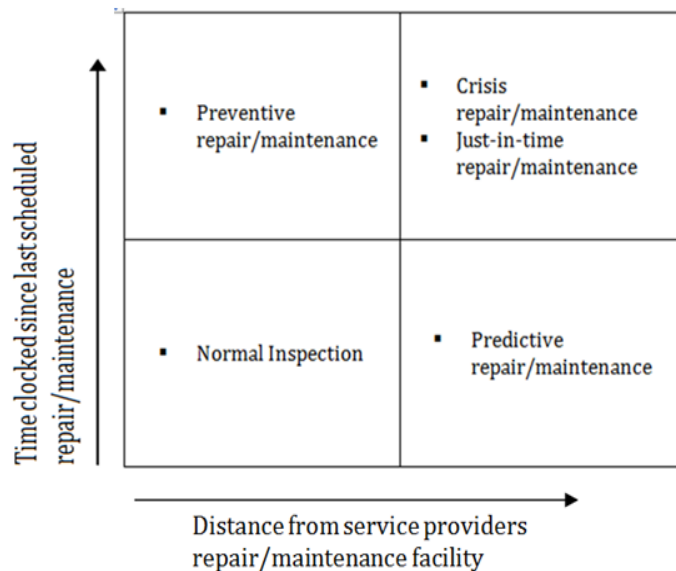 Time clocked since last scheduled
repair/maintenance
▪ Preventive
repair/maintenance
▪ Crisis
repair/maintenance
▪ Just-in-time
repair/maintenance
▪ Normal Inspection
▪ Predictive
repair/maintenance
Distance from service providers
repair/maintenance facility